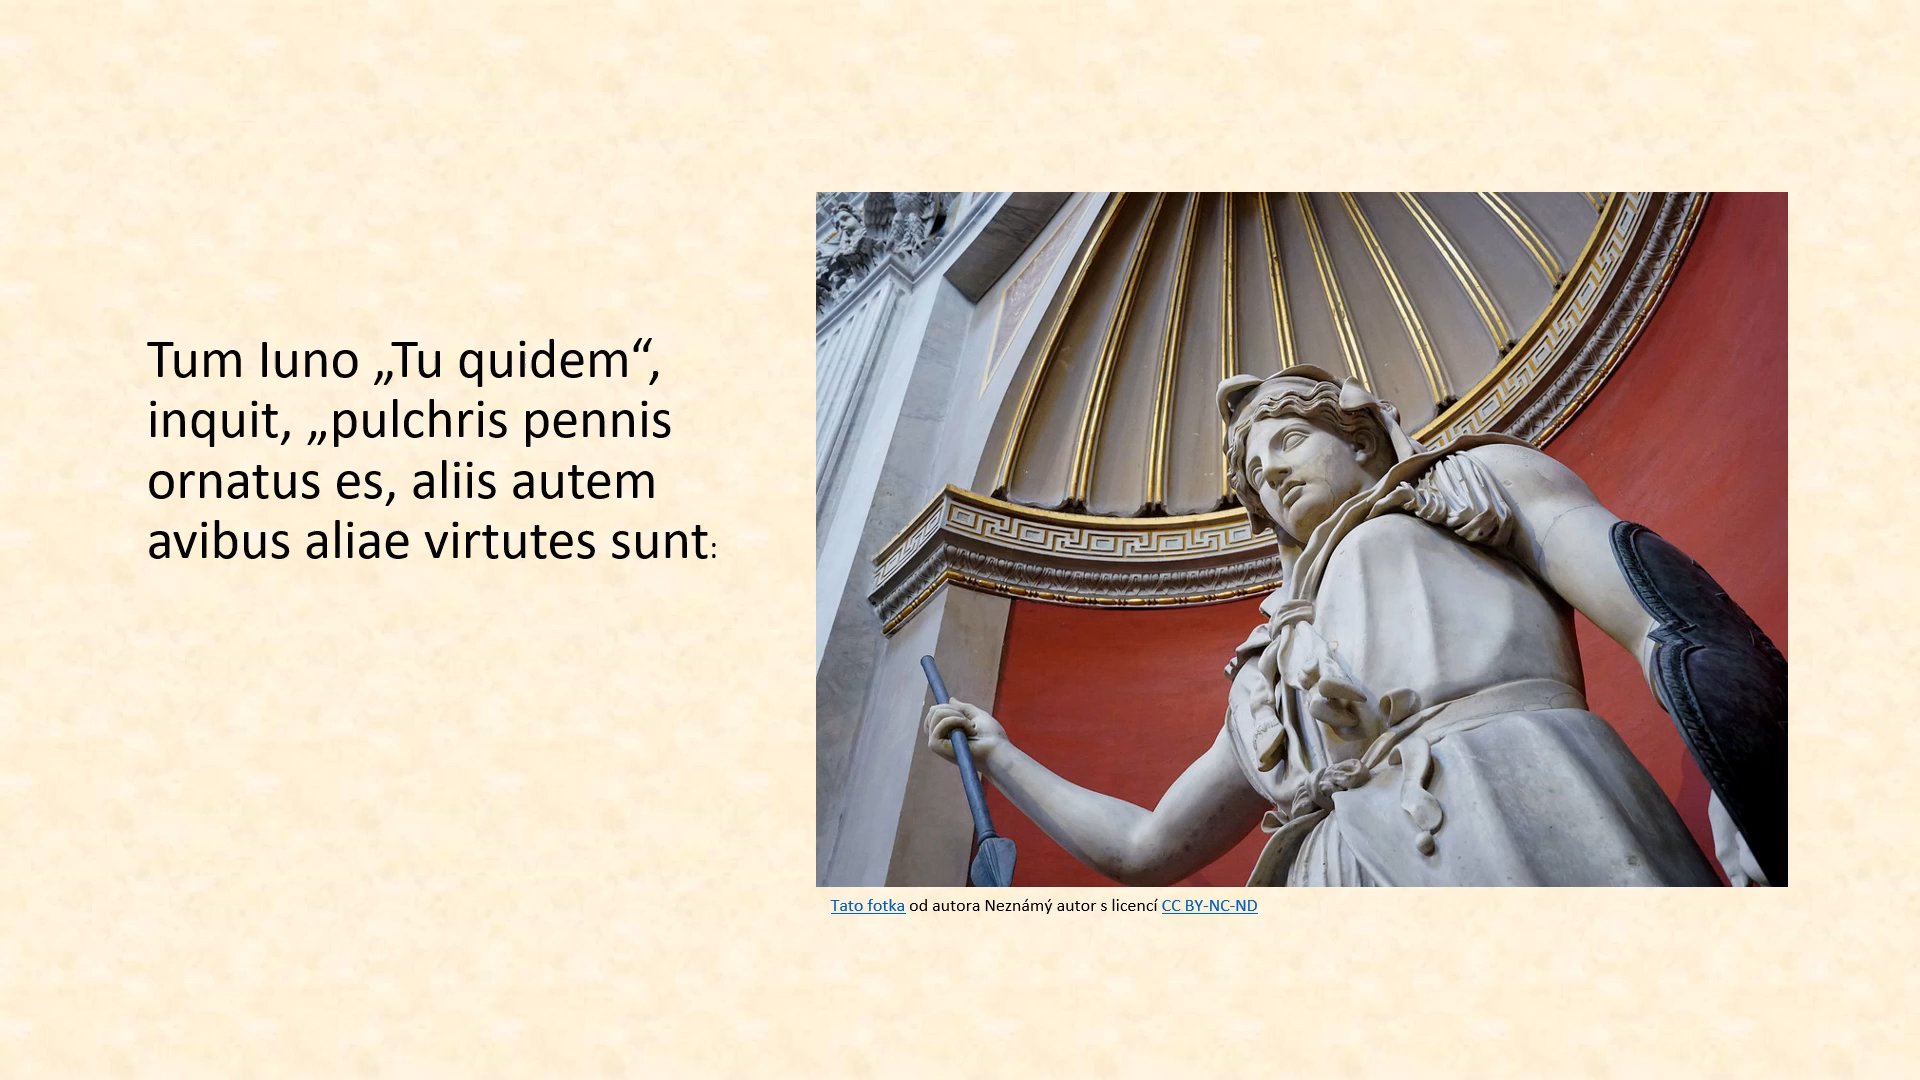 Tum Iuno „Tu quidem“,
inquit, „pulchris pennis
ornatus es, aliis autem
avibus aliae virtutes sunt:
Tato fotka od autora Neznámý autor s licencí CC BY-NC-ND